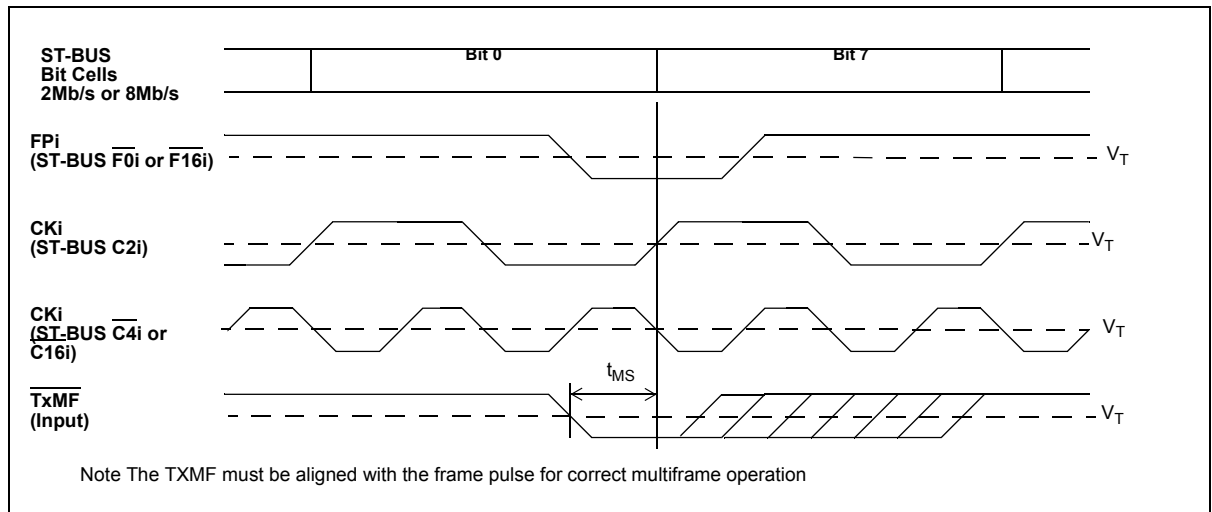 ST-BUS
Bit Cells
2Mb/s or 8Mb/s
Bit 0
Bit 7
FPi
(ST-BUS F0i or F16i)
VT
CKi
(ST-BUS C2i)
VT
CKi
(ST-BUS C4i or
C16i)
VT
tMS
TxMF
(Input)
VT
Note The TXMF must be aligned with the frame pulse for correct multiframe operation